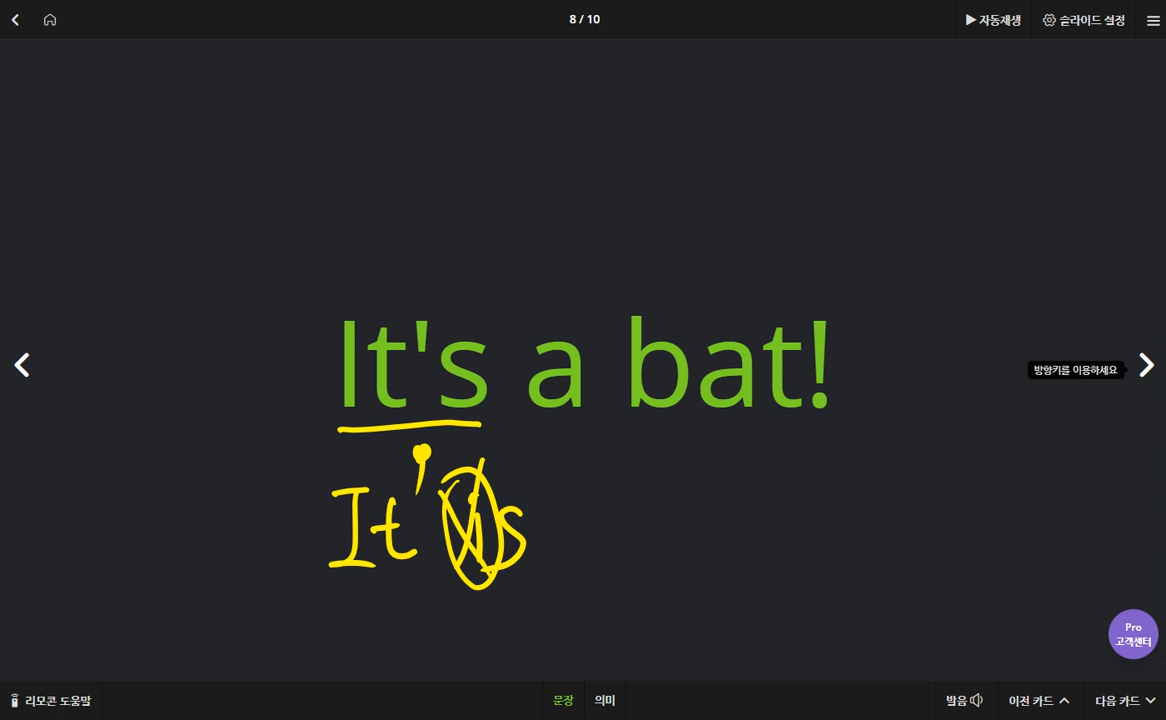 8 / 10
자동재생
슬라이드 설정
It's a bat!
방향키를 이용하세요
It'is
Pro
고객센터
리모콘 도움말
문장
의미
발음
이전 카드
다음 카드